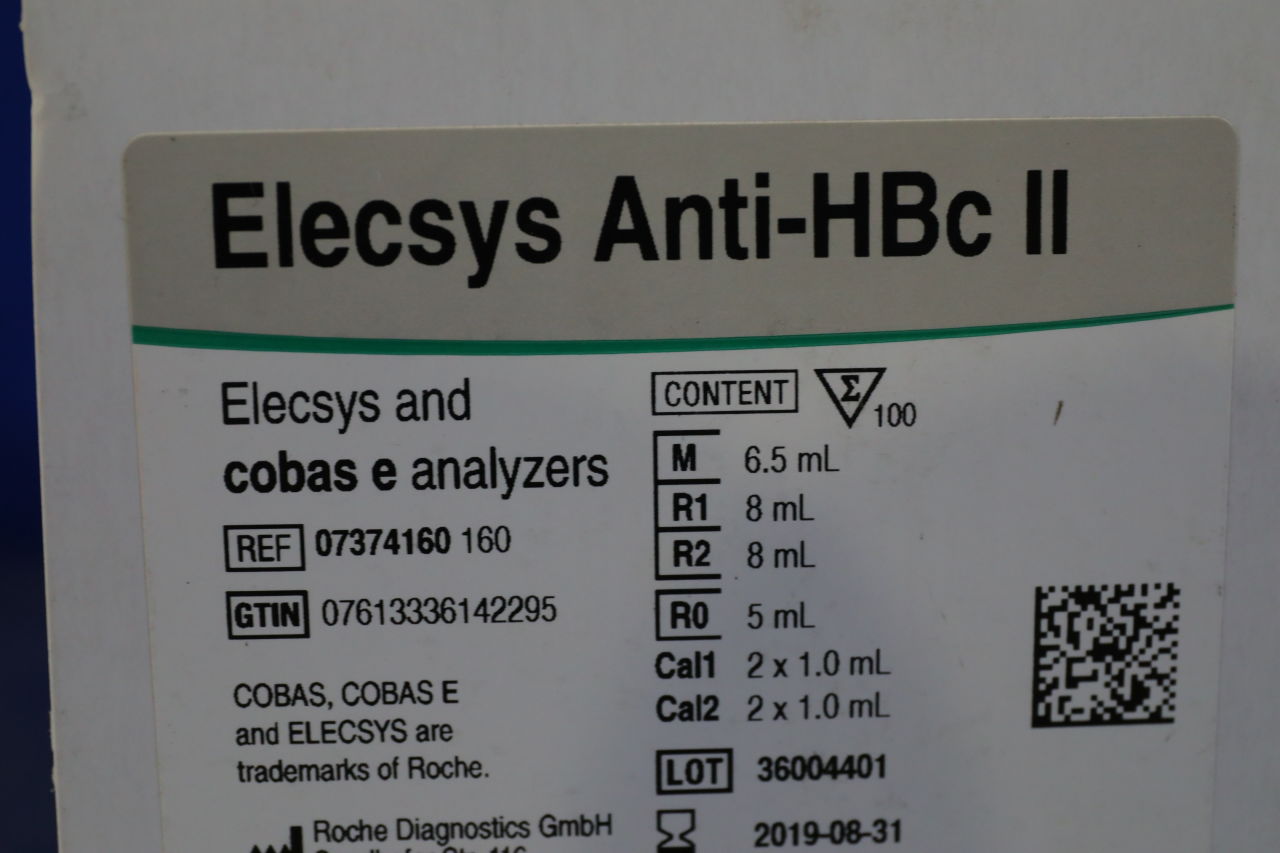 Elecsys Anti-HBc II
Elecsys and
cobas e analyzers
REF 07374160 160
GTIN 07613336142295
COBAS, COBAS E
and ELECSYS are
trademarks of Roche.
Roche Diagnostics GmbH
CONTENT Σ 100
M 6.5 mL
R1 8 mL
R2 8 mL
R0 5 mL
Cal1 2 x 1.0 mL
Cal2 2 x 1.0 mL
LOT 36004401
2019-08-31